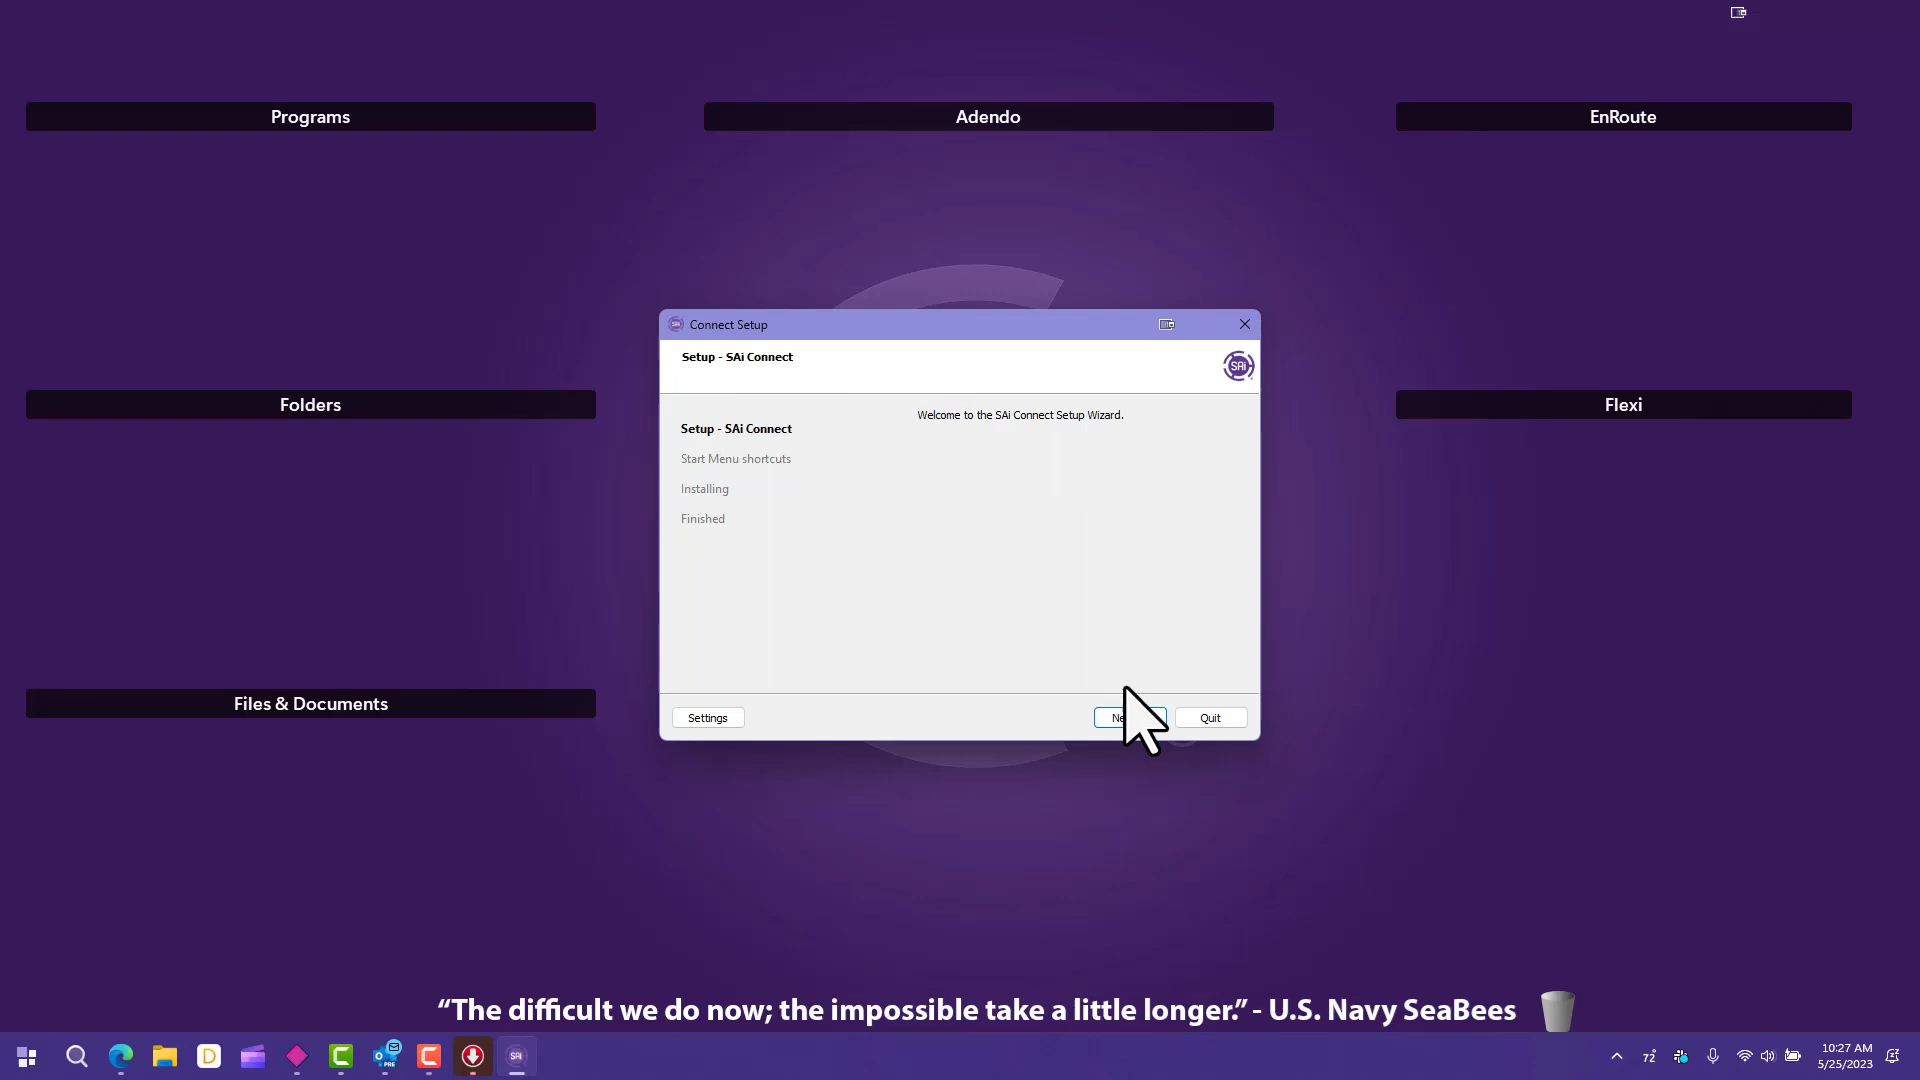 Programs
Adendo
EnRoute
Connect Setup
Setup - SAi Connect
SAi
Welcome to the SAi Connect Setup Wizard.
Setup - SAi Connect
Start Menu shortcuts
Installing
Finished
Settings
Quit
Folders
Flexi
Files & Documents
“The difficult we do now; the impossible take a little longer.” - U.S. Navy SeaBees
72°
10:27 AM
5/25/2023